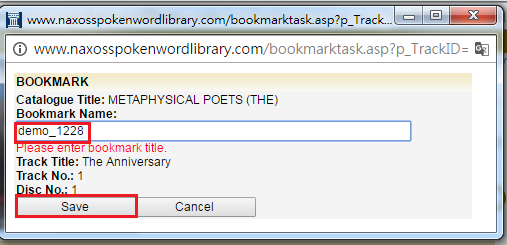 www.naxosspokenwordlibrary.com/bookmarktask.asp?p_Track...
www.naxosspokenwordlibrary.com/bookmarktask.asp?p_TrackID=
BOOKMARK
Catalogue Title: METAPHYSICAL POETS (THE)
Bookmark Name:
demo_1228
Please enter bookmark title.
Track Title: The Anniversary
Track No.: 1
Disc No.: 1
Save Cancel